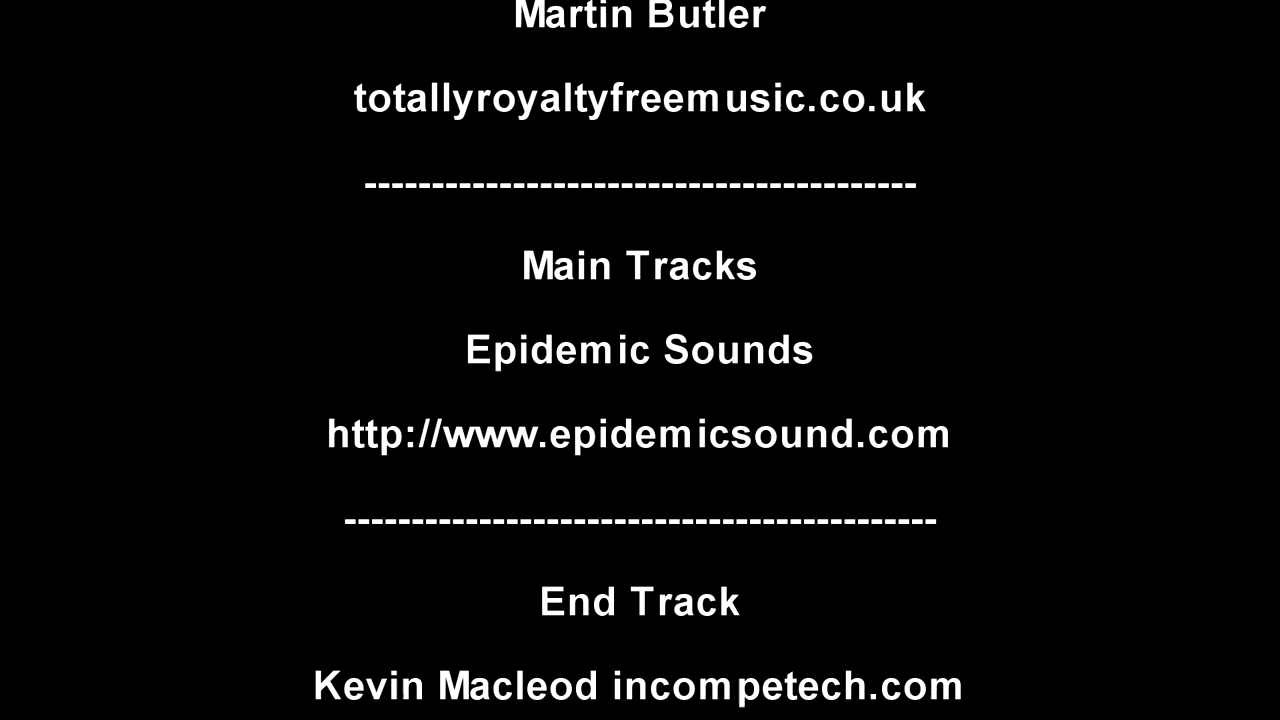 Martin Butler
totallyroyaltyfreemusic.co.uk
-----------------------------------------
Main Tracks
Epidemic Sounds
http://www.epidemicsound.com
--------------------------------------------
End Track
Kevin Macleod incompetech.com